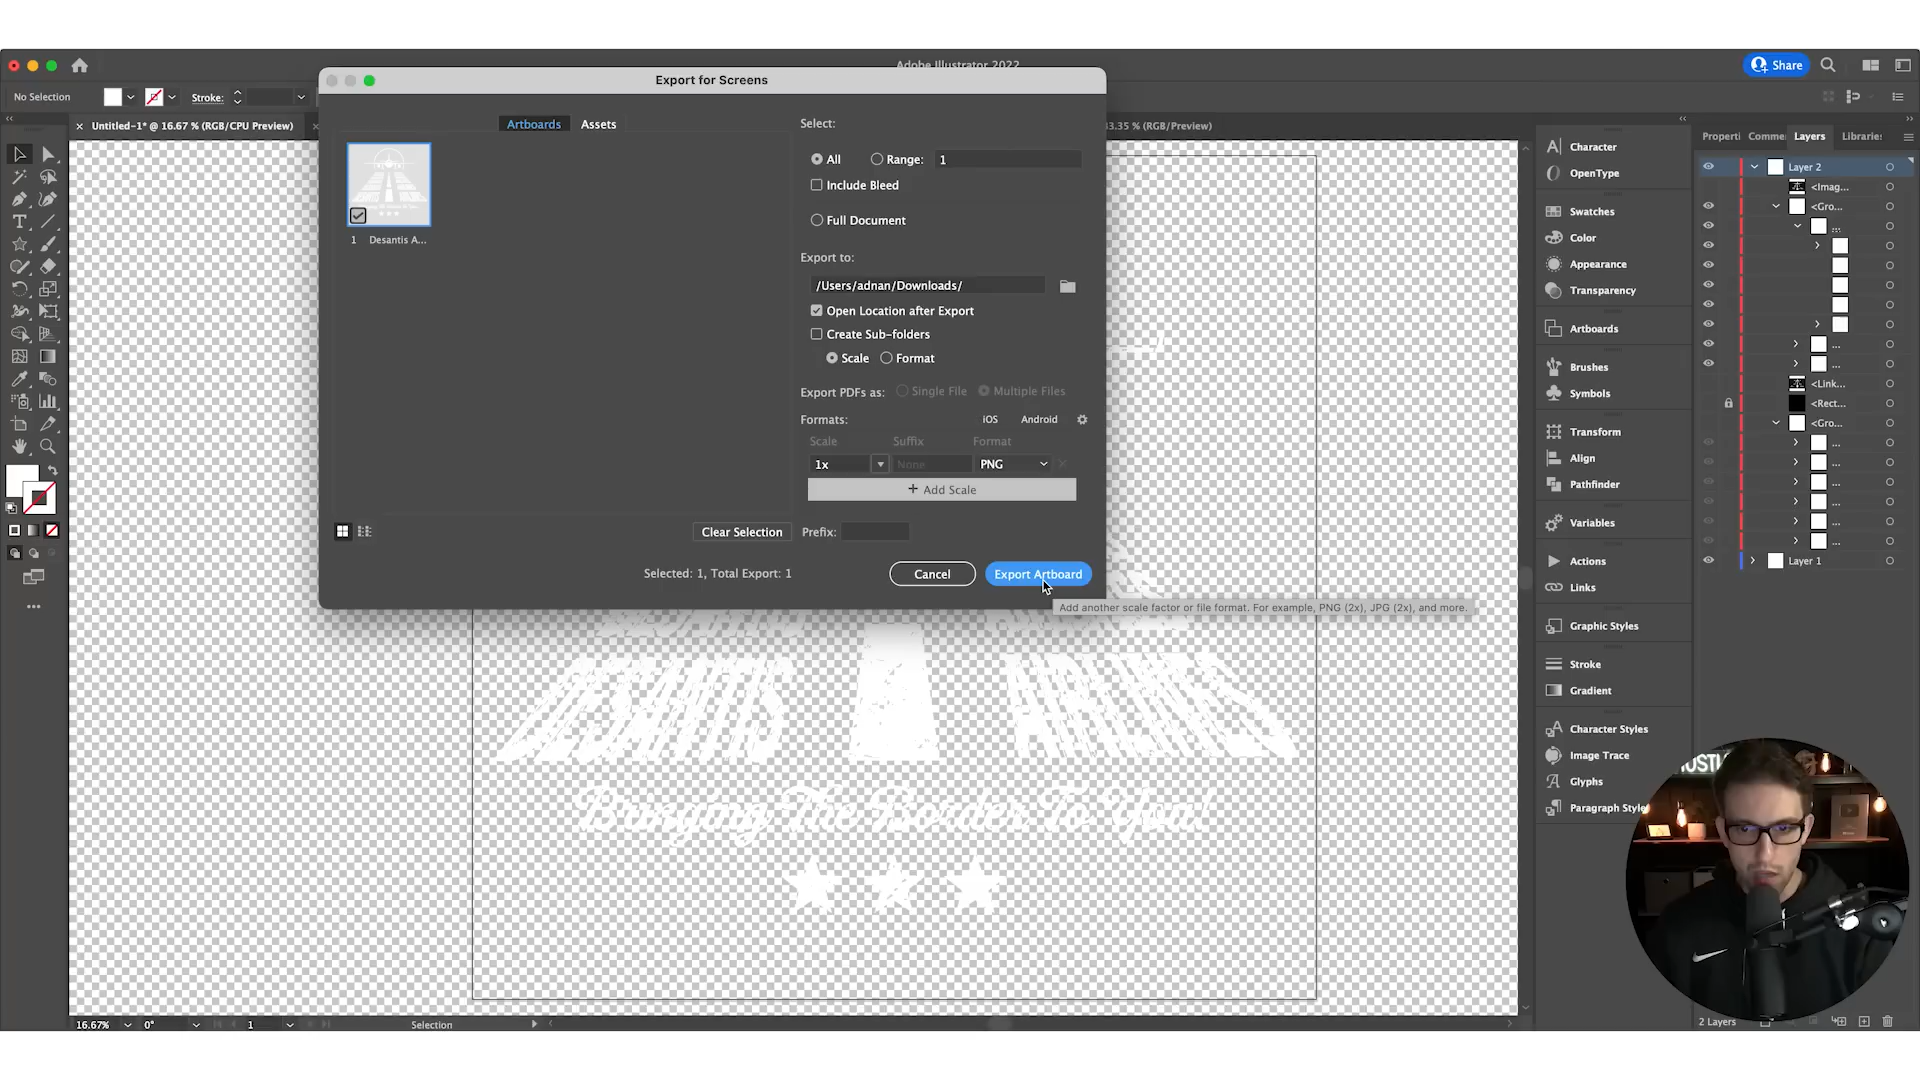 Adobe Illustrator 2022
Share
No Selection
Stroke:
Untitled-1* @ 16.67 % (RGB/CPU Preview)
3.35 % (RGB/Preview)
Export for Screens
Artboards
Assets
1 Desantis A...
Select:
All
Range:
1
Include Bleed
Full Document
Export to:
/Users/adnan/Downloads/
Open Location after Export
Create Sub-folders
Scale
Format
Export PDFs as:
Single File
Multiple Files
Formats:
iOS
Android
Scale
Suffix
Format
1x
None
PNG
+ Add Scale
Clear Selection
Prefix:
Selected: 1, Total Export: 1
Cancel
Export Artboard
Add another scale factor or file format. For example, PNG (2x), JPG (2x), and more.
DESANTIS
AIRLINES
Bringing The Border To You
Character
OpenType
Swatches
Color
Appearance
Transparency
Artboards
Brushes
Symbols
Transform
Align
Pathfinder
Variables
Actions
Links
Graphic Styles
Stroke
Gradient
Character Styles
Image Trace
Glyphs
Paragraph Style
Properti
Comme
Layers
Librarie
Layer 2
<Imag...
<Gro...
...
...
...
<Link...
<Rect...
<Gro...
...
...
...
...
...
...
Layer 1
2 Layers
16.67%
0°
1
Selection